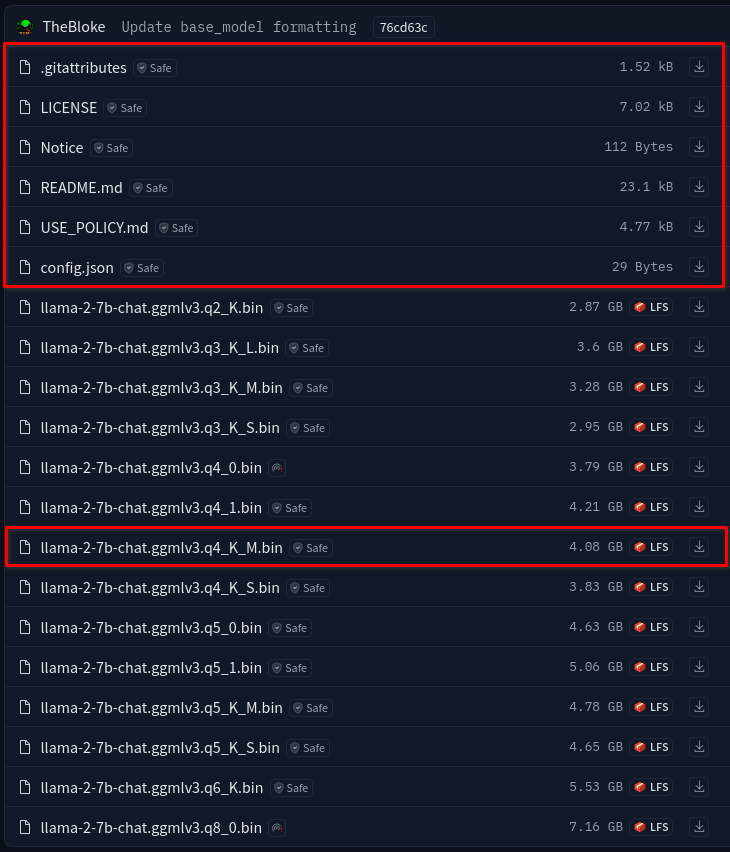 TheBloke Update base_model formatting 76cd63c
.gitattributes Safe 1.52 kB
LICENSE Safe 7.02 kB
Notice Safe 112 Bytes
README.md Safe 23.1 kB
USE_POLICY.md Safe 4.77 kB
config.json Safe 29 Bytes
llama-2-7b-chat.ggmlv3.q2_K.bin Safe 2.87 GB LFS
llama-2-7b-chat.ggmlv3.q3_K_L.bin Safe 3.6 GB LFS
llama-2-7b-chat.ggmlv3.q3_K_M.bin Safe 3.28 GB LFS
llama-2-7b-chat.ggmlv3.q3_K_S.bin Safe 2.95 GB LFS
llama-2-7b-chat.ggmlv3.q4_0.bin 3.79 GB LFS
llama-2-7b-chat.ggmlv3.q4_1.bin Safe 4.21 GB LFS
llama-2-7b-chat.ggmlv3.q4_K_M.bin Safe 4.08 GB LFS
llama-2-7b-chat.ggmlv3.q4_K_S.bin Safe 3.83 GB LFS
llama-2-7b-chat.ggmlv3.q5_0.bin Safe 4.63 GB LFS
llama-2-7b-chat.ggmlv3.q5_1.bin Safe 5.06 GB LFS
llama-2-7b-chat.ggmlv3.q5_K_M.bin Safe 4.78 GB LFS
llama-2-7b-chat.ggmlv3.q5_K_S.bin Safe 4.65 GB LFS
llama-2-7b-chat.ggmlv3.q6_K.bin Safe 5.53 GB LFS
llama-2-7b-chat.ggmlv3.q8_0.bin 7.16 GB LFS